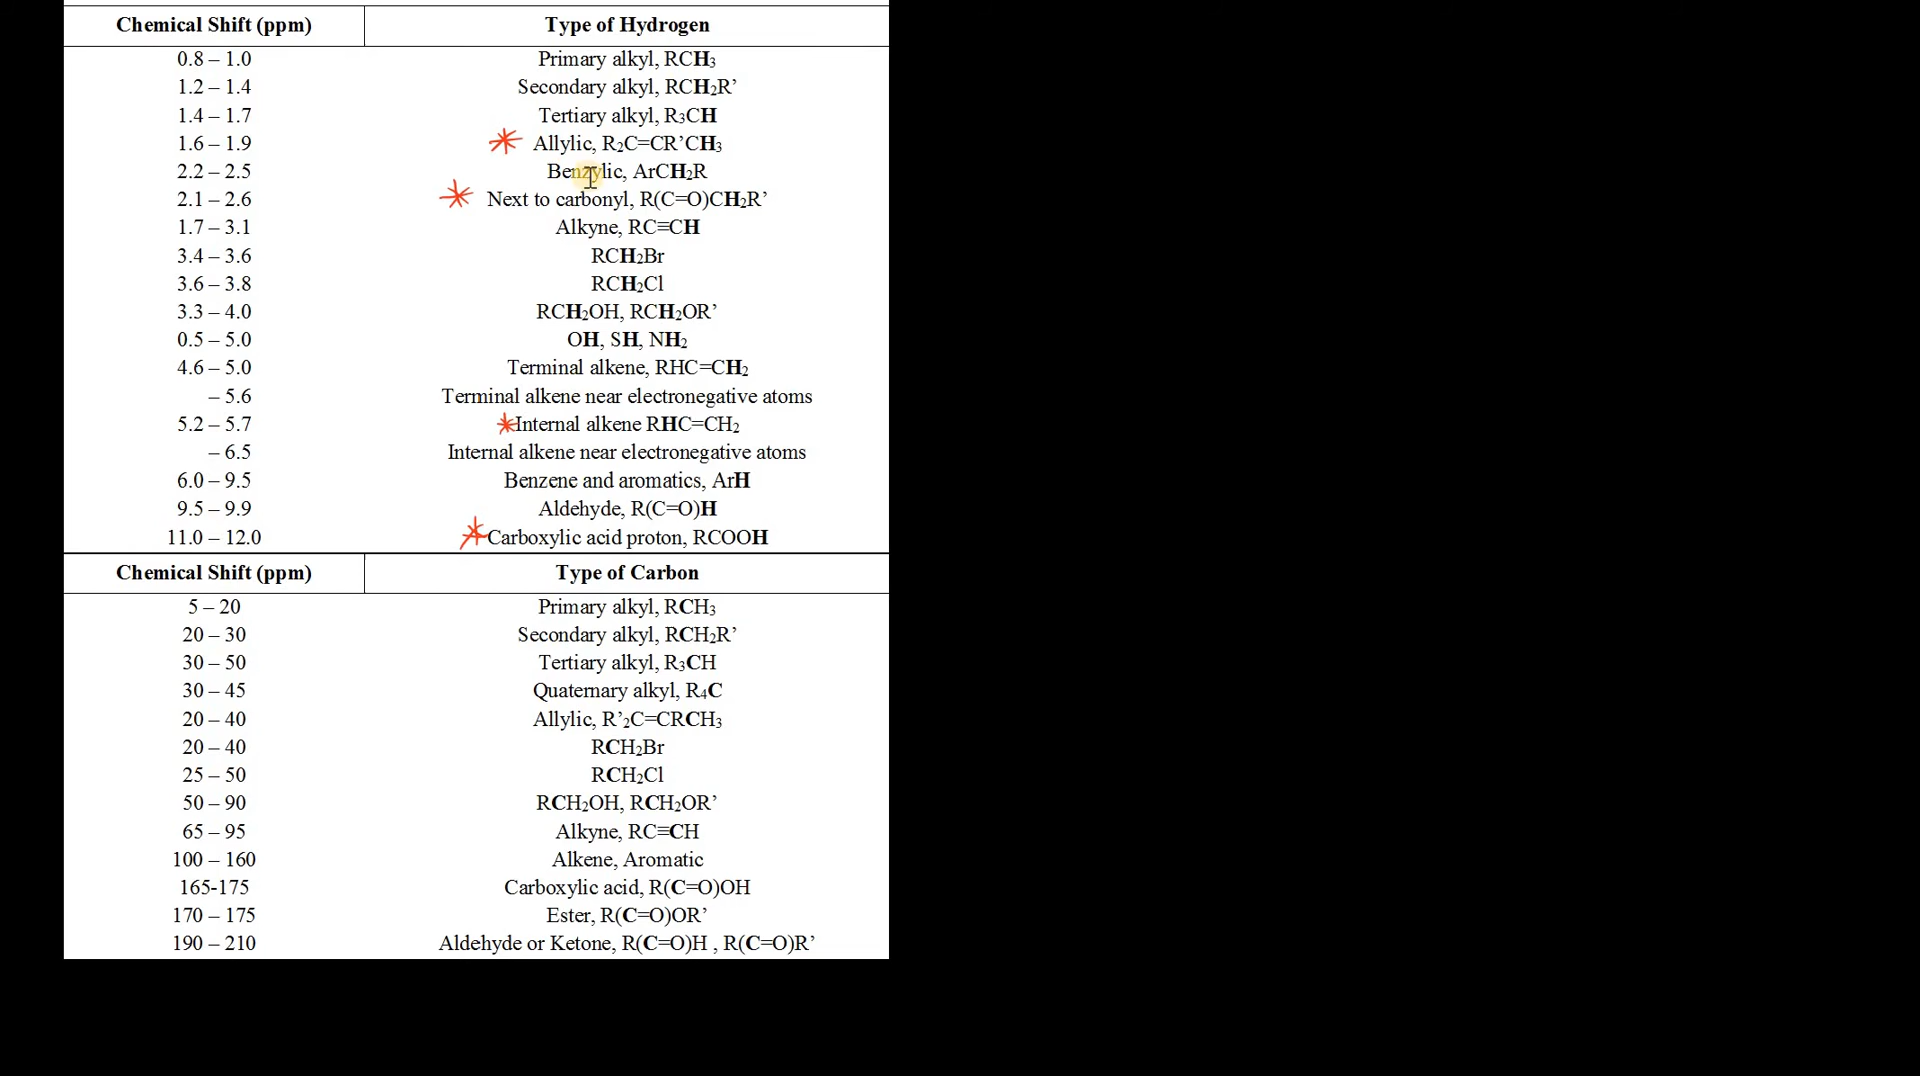 Chemical Shift (ppm) Type of Hydrogen
0.8 – 1.0 Primary alkyl, RCH₃
1.2 – 1.4 Secondary alkyl, RCH₂R’
1.4 – 1.7 Tertiary alkyl, R₃CH
1.6 – 1.9 Allylic, R₂C=CR’CH₃
2.2 – 2.5 Benzylic, ArCH₂R
2.1 – 2.6 Next to carbonyl, R(C=O)CH₂R’
1.7 – 3.1 Alkyne, RC≡CH
3.4 – 3.6 RCH₂Br
3.6 – 3.8 RCH₂Cl
3.3 – 4.0 RCH₂OH, RCH₂OR’
0.5 – 5.0 OH, SH, NH₂
4.6 – 5.0 Terminal alkene, RHC=CH₂
– 5.6 Terminal alkene near electronegative atoms
5.2 – 5.7 Internal alkene RHC=CH₂
– 6.5 Internal alkene near electronegative atoms
6.0 – 9.5 Benzene and aromatics, ArH
9.5 – 9.9 Aldehyde, R(C=O)H
11.0 – 12.0 Carboxylic acid proton, RCOOH
Chemical Shift (ppm) Type of Carbon
5 – 20 Primary alkyl, RCH₃
20 – 30 Secondary alkyl, RCH₂R’
30 – 50 Tertiary alkyl, R₃CH
30 – 45 Quaternary alkyl, R₄C
20 – 40 Allylic, R’₂C=CRCH₃
20 – 40 RCH₂Br
25 – 50 RCH₂Cl
50 – 90 RCH₂OH, RCH₂OR’
65 – 95 Alkyne, RC≡CH
100 – 160 Alkene, Aromatic
165-175 Carboxylic acid, R(C=O)OH
170 – 175 Ester, R(C=O)OR’
190 – 210 Aldehyde or Ketone, R(C=O)H , R(C=O)R’